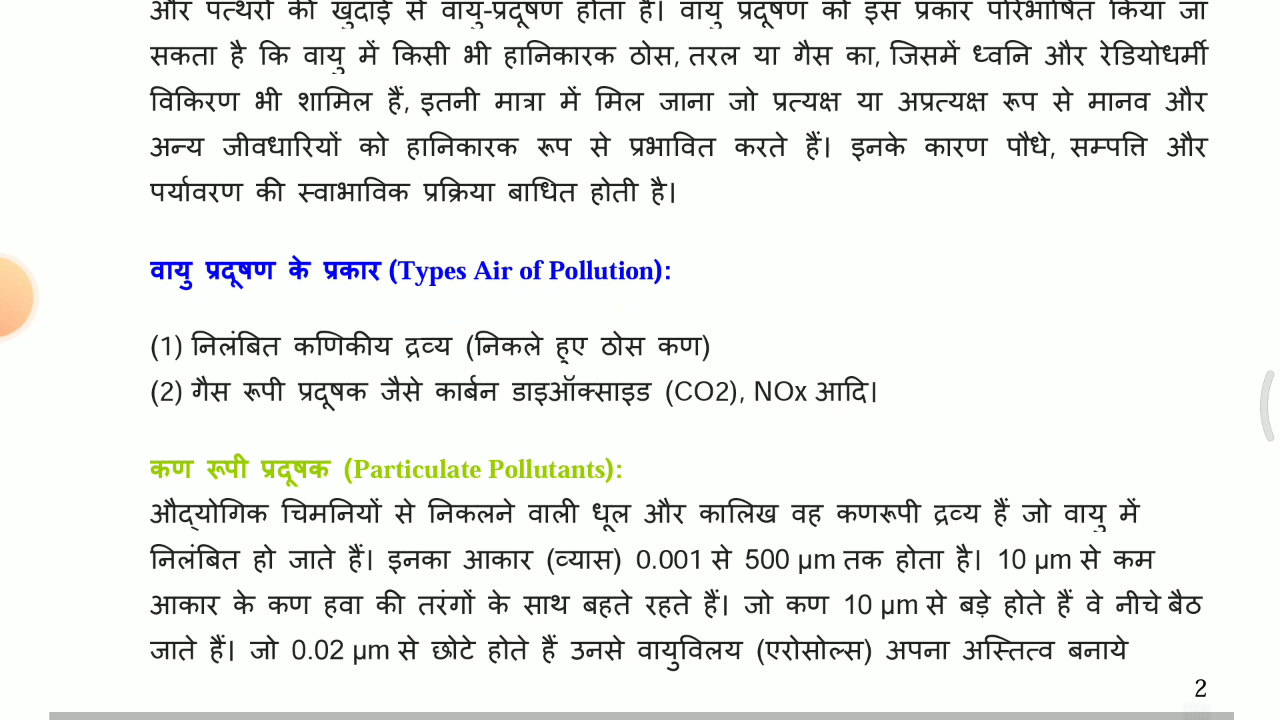 और पत्थरों की खुदाई से वायु-प्रदूषण होता है। वायु प्रदूषण को इस प्रकार परिभाषित किया जा
सकता है कि वायु में किसी भी हानिकारक ठोस, तरल या गैस का, जिसमें ध्वनि और रेडियोधर्मी
विकिरण भी शामिल हैं, इतनी मात्रा में मिल जाना जो प्रत्यक्ष या अप्रत्यक्ष रूप से मानव और
अन्य जीवधारियों को हानिकारक रूप से प्रभावित करते हैं। इनके कारण पौधे, सम्पत्ति और
पर्यावरण की स्वाभाविक प्रक्रिया बाधित होती है।
वायु प्रदूषण के प्रकार (Types Air of Pollution):
(1) निलंबित कणिकीय द्रव्य (निकले हुए ठोस कण)
(2) गैस रूपी प्रदूषक जैसे कार्बन डाइऑक्साइड (CO2), NOx आदि।
कण रूपी प्रदूषक (Particulate Pollutants):
औद्योगिक चिमनियों से निकलने वाली धूल और कालिख वह कणरूपी द्रव्य हैं जो वायु में
निलंबित हो जाते हैं। इनका आकार (व्यास) 0.001 से 500 µm तक होता है। 10 µm से कम
आकार के कण हवा की तरंगों के साथ बहते रहते हैं। जो कण 10 µm से बड़े होते हैं वे नीचे बैठ
जाते हैं। जो 0.02 µm से छोटे होते हैं उनसे वायुविलय (एरोसोल्स) अपना अस्तित्व बनाये
2